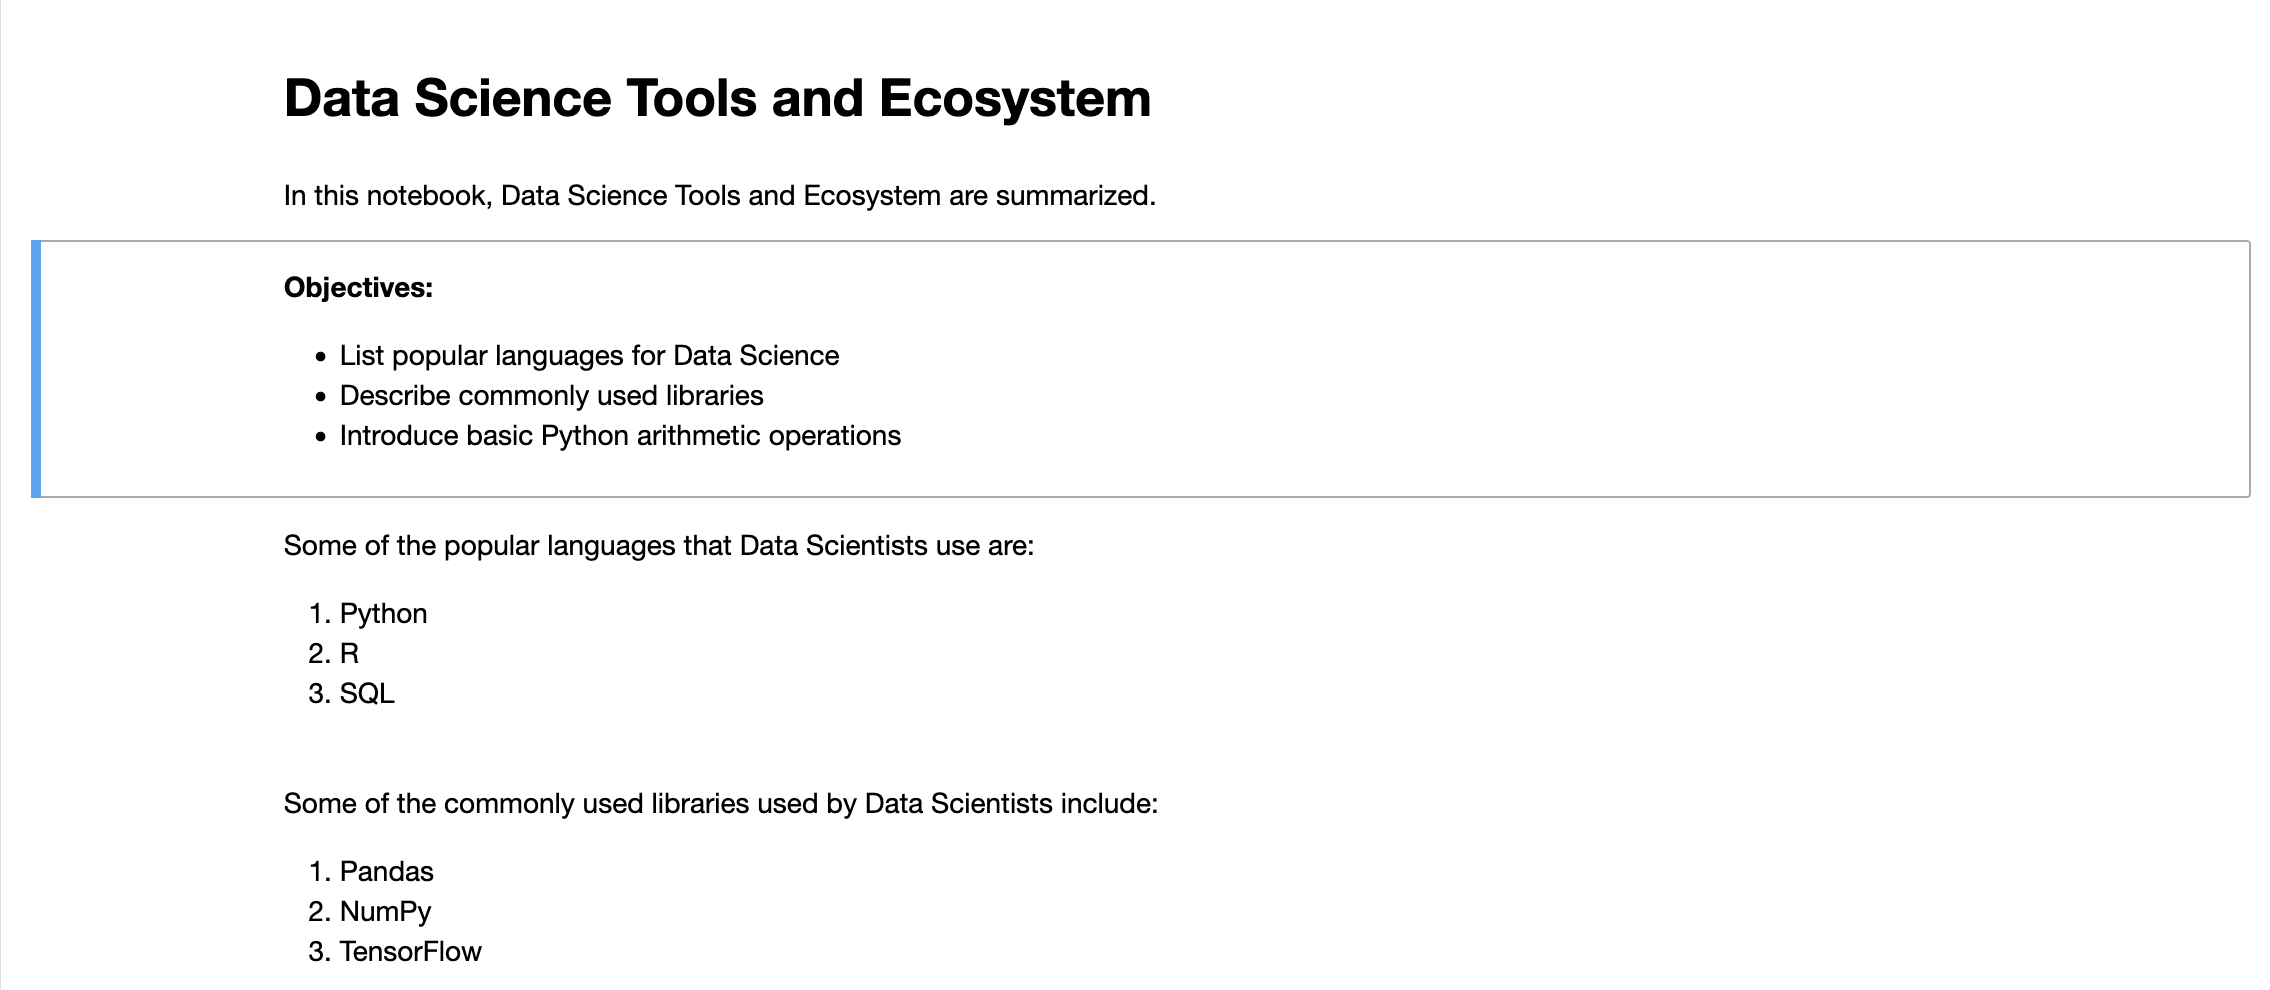 Data Science Tools and Ecosystem
In this notebook, Data Science Tools and Ecosystem are summarized.
Objectives:
• List popular languages for Data Science
• Describe commonly used libraries
• Introduce basic Python arithmetic operations
Some of the popular languages that Data Scientists use are:
1. Python
2. R
3. SQL
Some of the commonly used libraries used by Data Scientists include:
1. Pandas
2. NumPy
3. TensorFlow